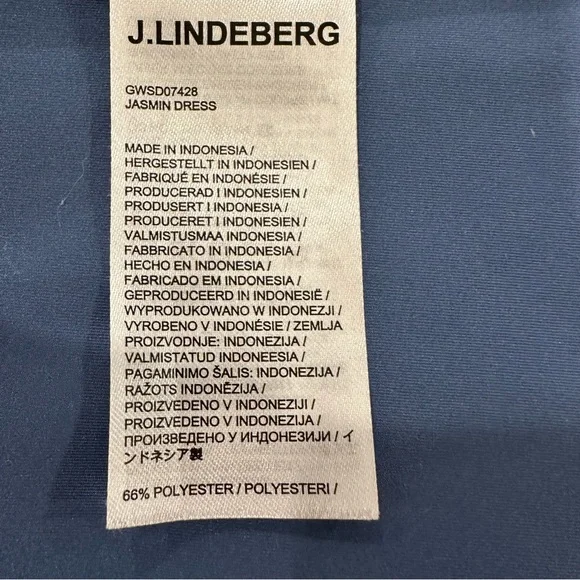 J.LINDEBERG
GWSD07428
JASMIN DRESS
MADE IN INDONESIA /
HERGESTELLT IN INDONESIEN /
FABRIQUÉ EN INDONÉSIE /
PRODUCERAD I INDONESIEN /
PRODUSERT I INDONESIA /
PRODUCERET I INDONESIEN /
VALMISTUSMAA INDONESIA /
FABBRICATO IN INDONESIA /
HECHO EN INDONESIA /
FABRICADO EM INDONESIA /
GEPRODUCEERD IN INDONESIË /
WYPRODUKOWANO W INDONEZJI /
VYROBENO V INDONÉSIE / ZEMLJA
PROIZVODNJE: INDONEZIJA /
VALMISTATUD INDONEESIA /
PAGAMINIMO ŠALIS: INDONEZIJA /
RAŽOTS INDONĒZIJA /
PROIZVEDENO V INDONEZIJI /
PROIZVEDENO V INDONEZIJA /
ПРОИЗВЕДЕНО У ИНДОНЕЗИЈИ / イ
ンドネシア製
66% POLYESTER / POLYESTERI /